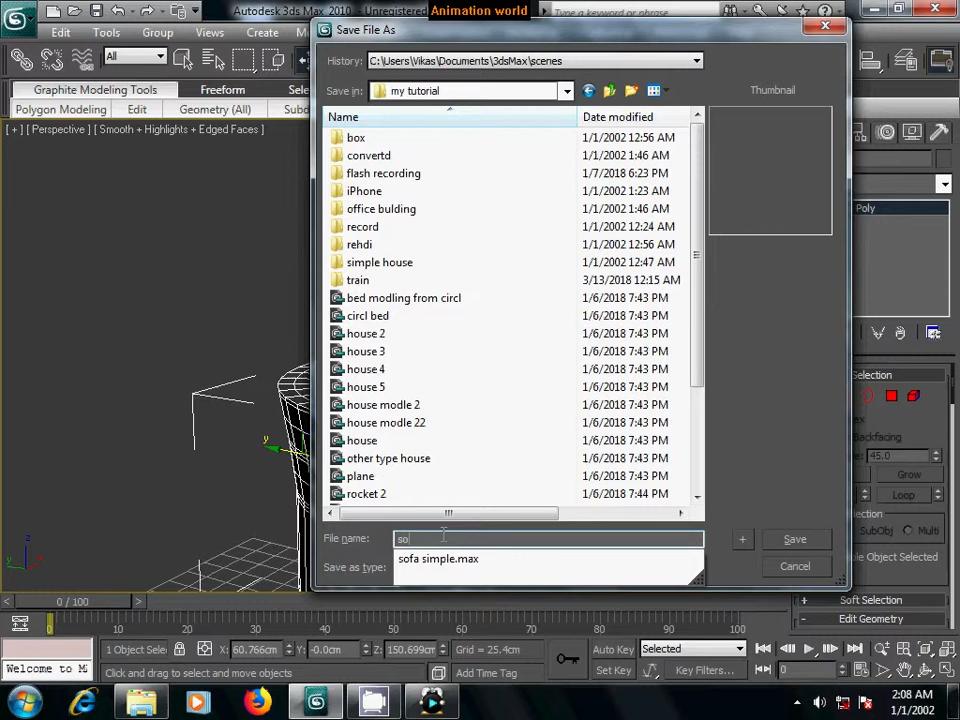 Autodesk 3ds Max 2010 - Unregistered
Animation world
Type a keyword or phrase
Edit Tools Group Views Create
Save File As
History: C:\Users\Vikas\Documents\3dsMax\scenes
Save in: my tutorial
Thumbnail
All
Graphite Modeling Tools Freeform
Polygon Modeling Edit Geometry (All)
[ + ] [ Perspective ] [ Smooth + Highlights + Edged Faces ]
Name Date modified
box 1/1/2002 12:56 AM
convertd 1/1/2002 1:46 AM
flash recording 1/7/2018 6:23 PM
iPhone 1/1/2002 1:23 AM
office bulding 1/1/2002 1:46 AM
record 1/1/2002 12:24 AM
rehdi 1/1/2002 12:56 AM
simple house 1/1/2002 12:47 AM
train 3/13/2018 12:15 AM
bed modling from circl 1/6/2018 7:43 PM
circl bed 1/6/2018 7:43 PM
house 2 1/6/2018 7:43 PM
house 3 1/6/2018 7:43 PM
house 4 1/6/2018 7:43 PM
house 5 1/6/2018 7:43 PM
house modle 2 1/6/2018 7:43 PM
house modle 22 1/6/2018 7:43 PM
house 1/6/2018 7:43 PM
other type house 1/6/2018 7:43 PM
plane 1/6/2018 7:43 PM
rocket 2 1/6/2018 7:44 PM
File name: so
sofa simple.max
Save as type:
+ Save
Cancel
Poly
Selection
Backfacing
45.0
Grow
Loop
SubObj Multi
Soft Selection
Edit Geometry
y
z
x
y
0 / 100
0 10 20 30 40 50 60 70 80 90 100
1 Object Selec X: 60.766cm Y: -0.0cm Z: 150.699cm Grid = 25.4cm Auto Key Selected
Welcome to M Click and drag to select and move objects Add Time Tag Set Key Key Filters... 0
2:08 AM
1/1/2002